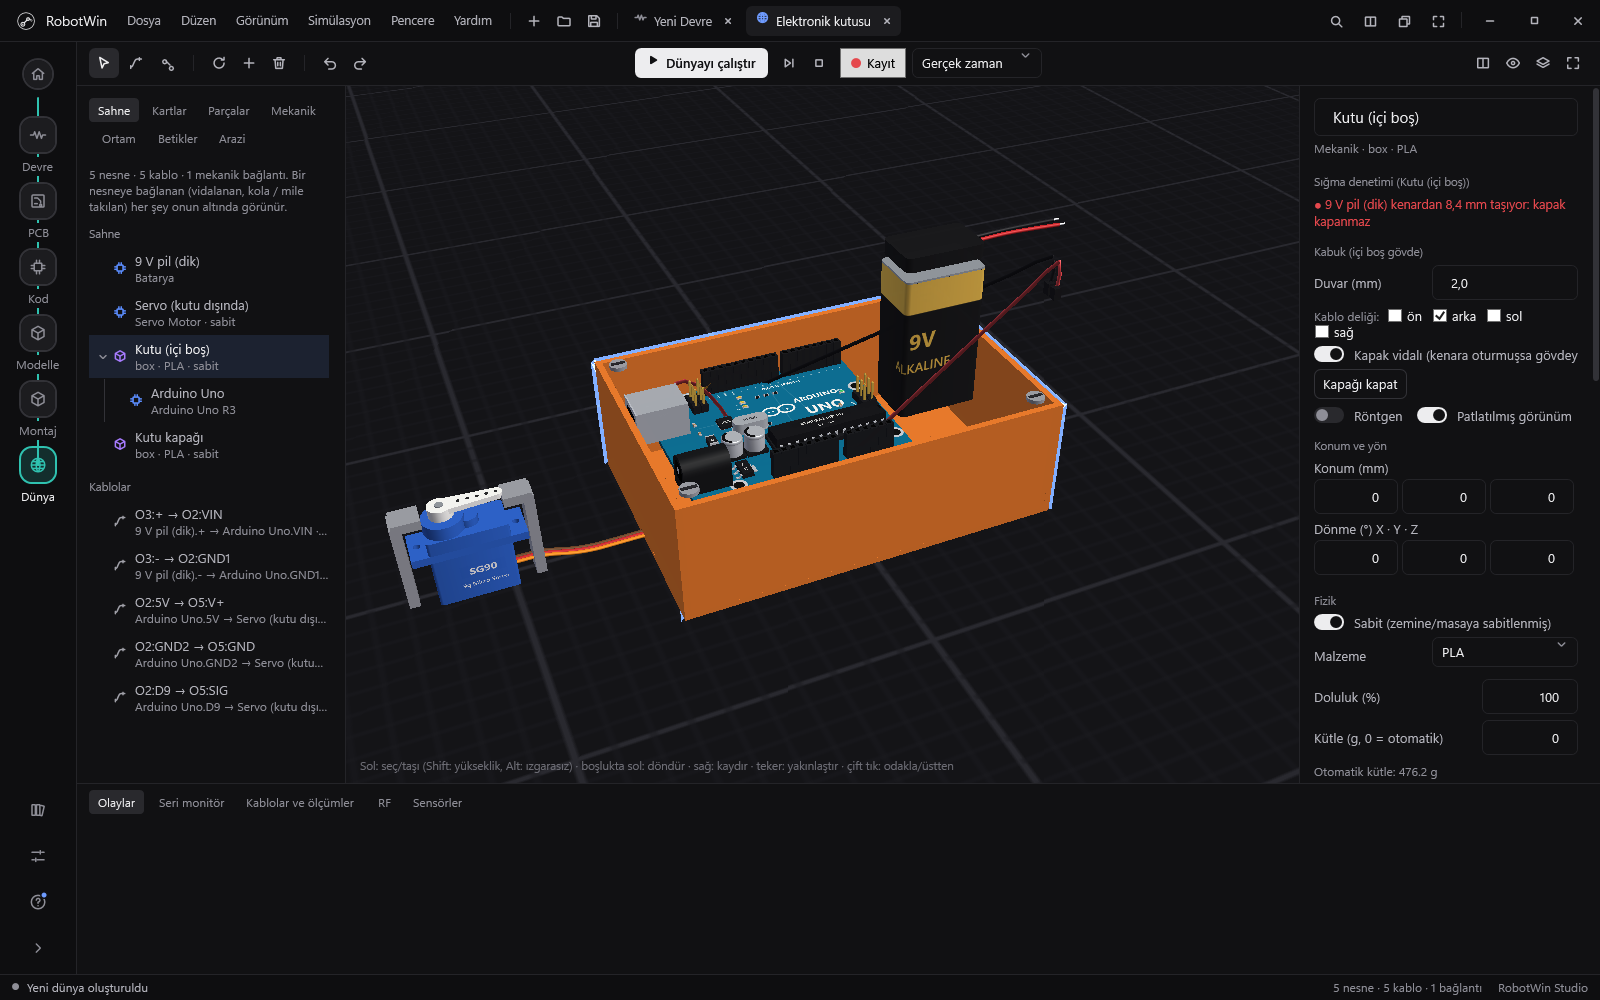 RobotWin Dosya Düzen Görünüm Simülasyon Pencere Yardım
Yeni Devre
Elektronik kutusu
Dünyayı çalıştır
Kayıt
Gerçek zaman
Devre
PCB
Kod
Modelle
Montaj
Dünya
Sahne Kartlar Parçalar Mekanik
Ortam Betikler Arazi
5 nesne · 5 kablo · 1 mekanik bağlantı. Bir
nesneye bağlanan (vidalanan, kola / mile
takılan) her şey onun altında görünür.
Sahne
9 V pil (dik)
Batarya
Servo (kutu dışında)
Servo Motor · sabit
Kutu (içi boş)
box · PLA · sabit
Arduino Uno
Arduino Uno R3
Kutu kapağı
box · PLA · sabit
Kablolar
O3:+ → O2:VIN
9 V pil (dik).+ → Arduino Uno.VIN ·...
O3:- → O2:GND1
9 V pil (dik).- → Arduino Uno.GND1...
O2:5V → O5:V+
Arduino Uno.5V → Servo (kutu dışı...
O2:GND2 → O5:GND
Arduino Uno.GND2 → Servo (kutu...
O2:D9 → O5:SIG
Arduino Uno.D9 → Servo (kutu dışı...
9V
ALKALINE
UNO
SG90
Sol: seç/taşı (Shift: yükseklik, Alt: ızgarasız) · boşlukta sol: döndür · sağ: kaydır · teker: yakınlaştır · çift tık: odakla/üstten
Kutu (içi boş)
Mekanik · box · PLA
Sığma denetimi (Kutu (içi boş))
● 9 V pil (dik) kenardan 8,4 mm taşıyor: kapak
kapanmaz
Kabuk (içi boş gövde)
Duvar (mm) 2,0
Kablo deliği: ön arka sol
sağ
Kapak vidalı (kenara oturmuşsa gövdey
Kapağı kapat
Röntgen Patlatılmış görünüm
Konum ve yön
Konum (mm)
0 0 0
Dönme (°) X · Y · Z
0 0 0
Fizik
Sabit (zemine/masaya sabitlenmiş)
Malzeme PLA
Doluluk (%) 100
Kütle (g, 0 = otomatik) 0
Otomatik kütle: 476.2 g
Olaylar Seri monitör Kablolar ve ölçümler RF Sensörler
Yeni dünya oluşturuldu
5 nesne · 5 kablo · 1 bağlantı RobotWin Studio